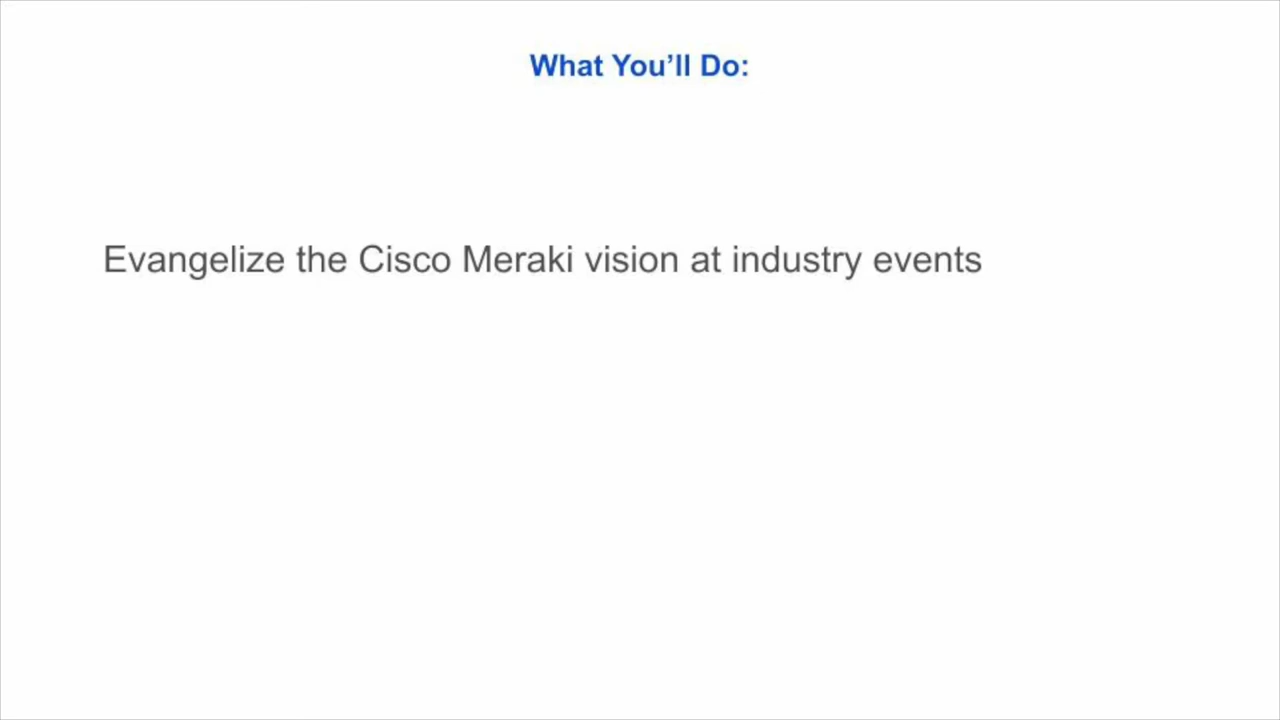 What You’ll Do:
Evangelize the Cisco Meraki vision at industry events